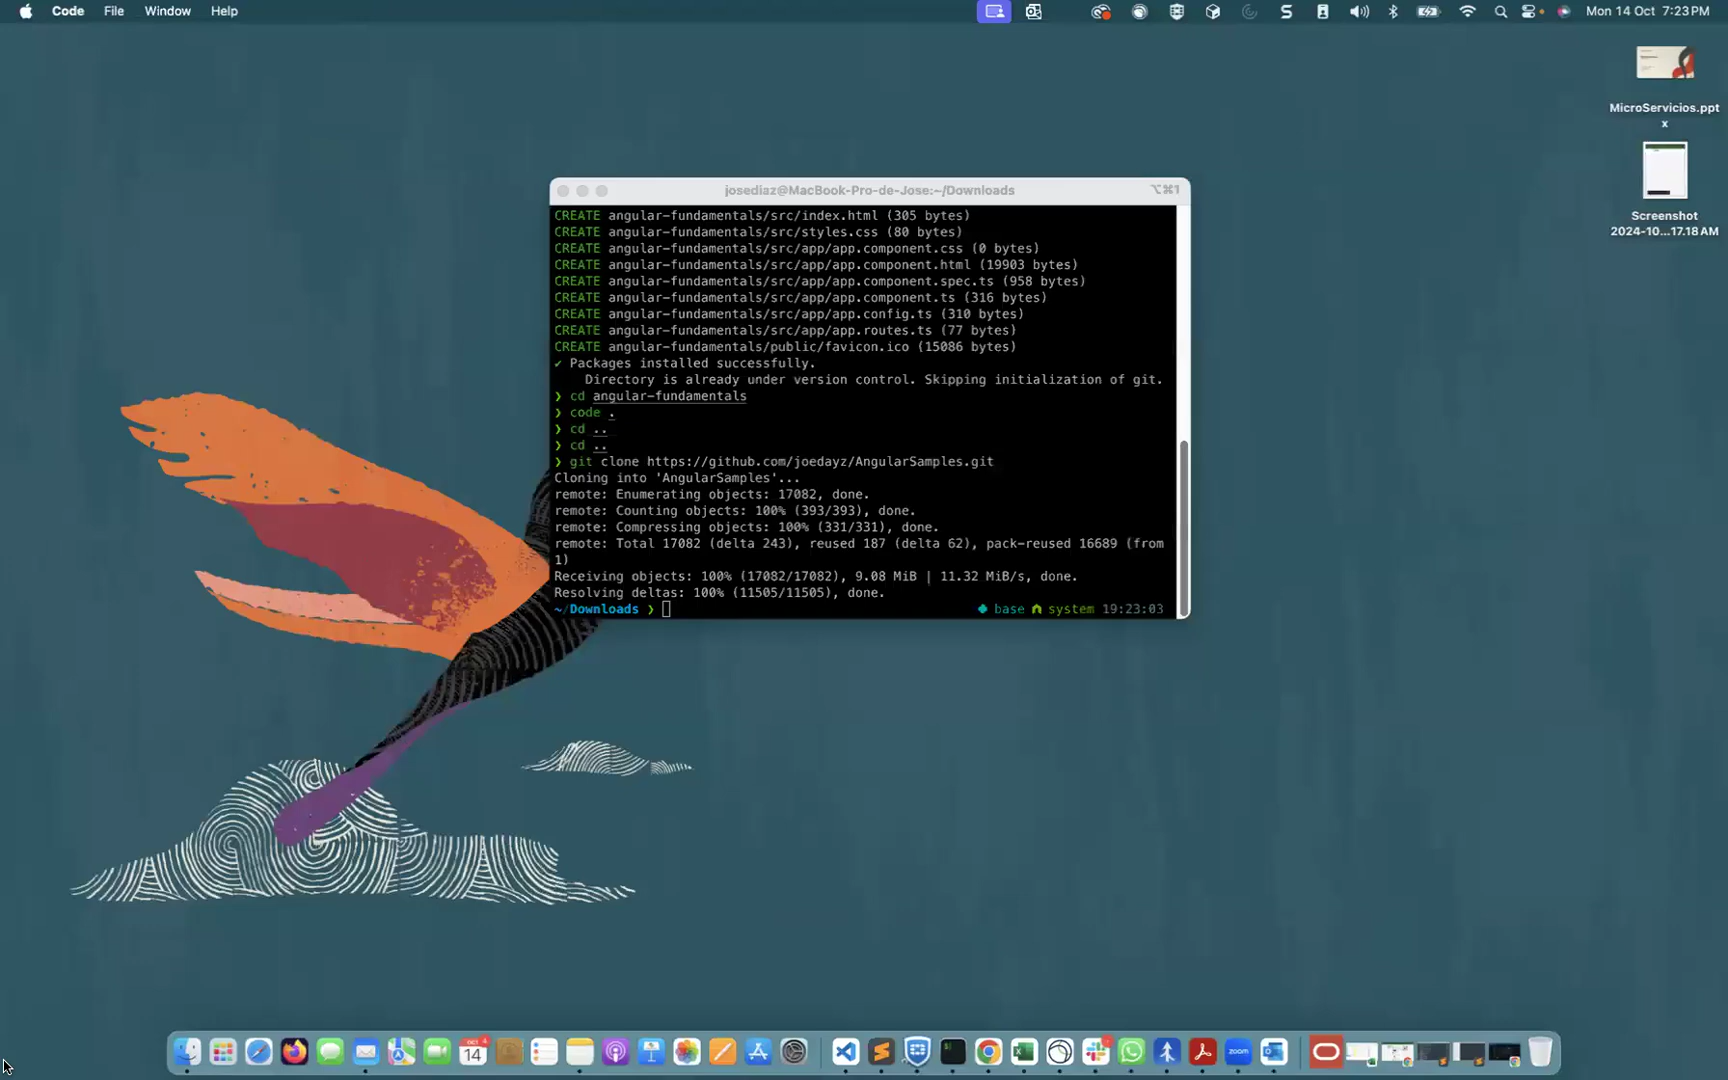 Code File Window Help
Mon 14 Oct 7:23 PM
MicroServicios.ppt
x
Screenshot
2024-10...17.18 AM
josediaz@MacBook-Pro-de-Jose:~/Downloads
⌥⌘1
CREATE angular-fundamentals/src/index.html (305 bytes)
CREATE angular-fundamentals/src/styles.css (80 bytes)
CREATE angular-fundamentals/src/app/app.component.css (0 bytes)
CREATE angular-fundamentals/src/app/app.component.html (19903 bytes)
CREATE angular-fundamentals/src/app/app.component.spec.ts (958 bytes)
CREATE angular-fundamentals/src/app/app.component.ts (316 bytes)
CREATE angular-fundamentals/src/app/app.config.ts (310 bytes)
CREATE angular-fundamentals/src/app/app.routes.ts (77 bytes)
CREATE angular-fundamentals/public/favicon.ico (15086 bytes)
✔ Packages installed successfully.
Directory is already under version control. Skipping initialization of git.
❯ cd angular-fundamentals
❯ code .
❯ cd ..
❯ cd ..
❯ git clone https://github.com/joedayz/AngularSamples.git
Cloning into 'AngularSamples'...
remote: Enumerating objects: 17082, done.
remote: Counting objects: 100% (393/393), done.
remote: Compressing objects: 100% (331/331), done.
remote: Total 17082 (delta 243), reused 187 (delta 62), pack-reused 16689 (from
1)
Receiving objects: 100% (17082/17082), 9.08 MiB | 11.32 MiB/s, done.
Resolving deltas: 100% (11505/11505), done.
~/Downloads ❯ base system 19:23:03
14
zoom